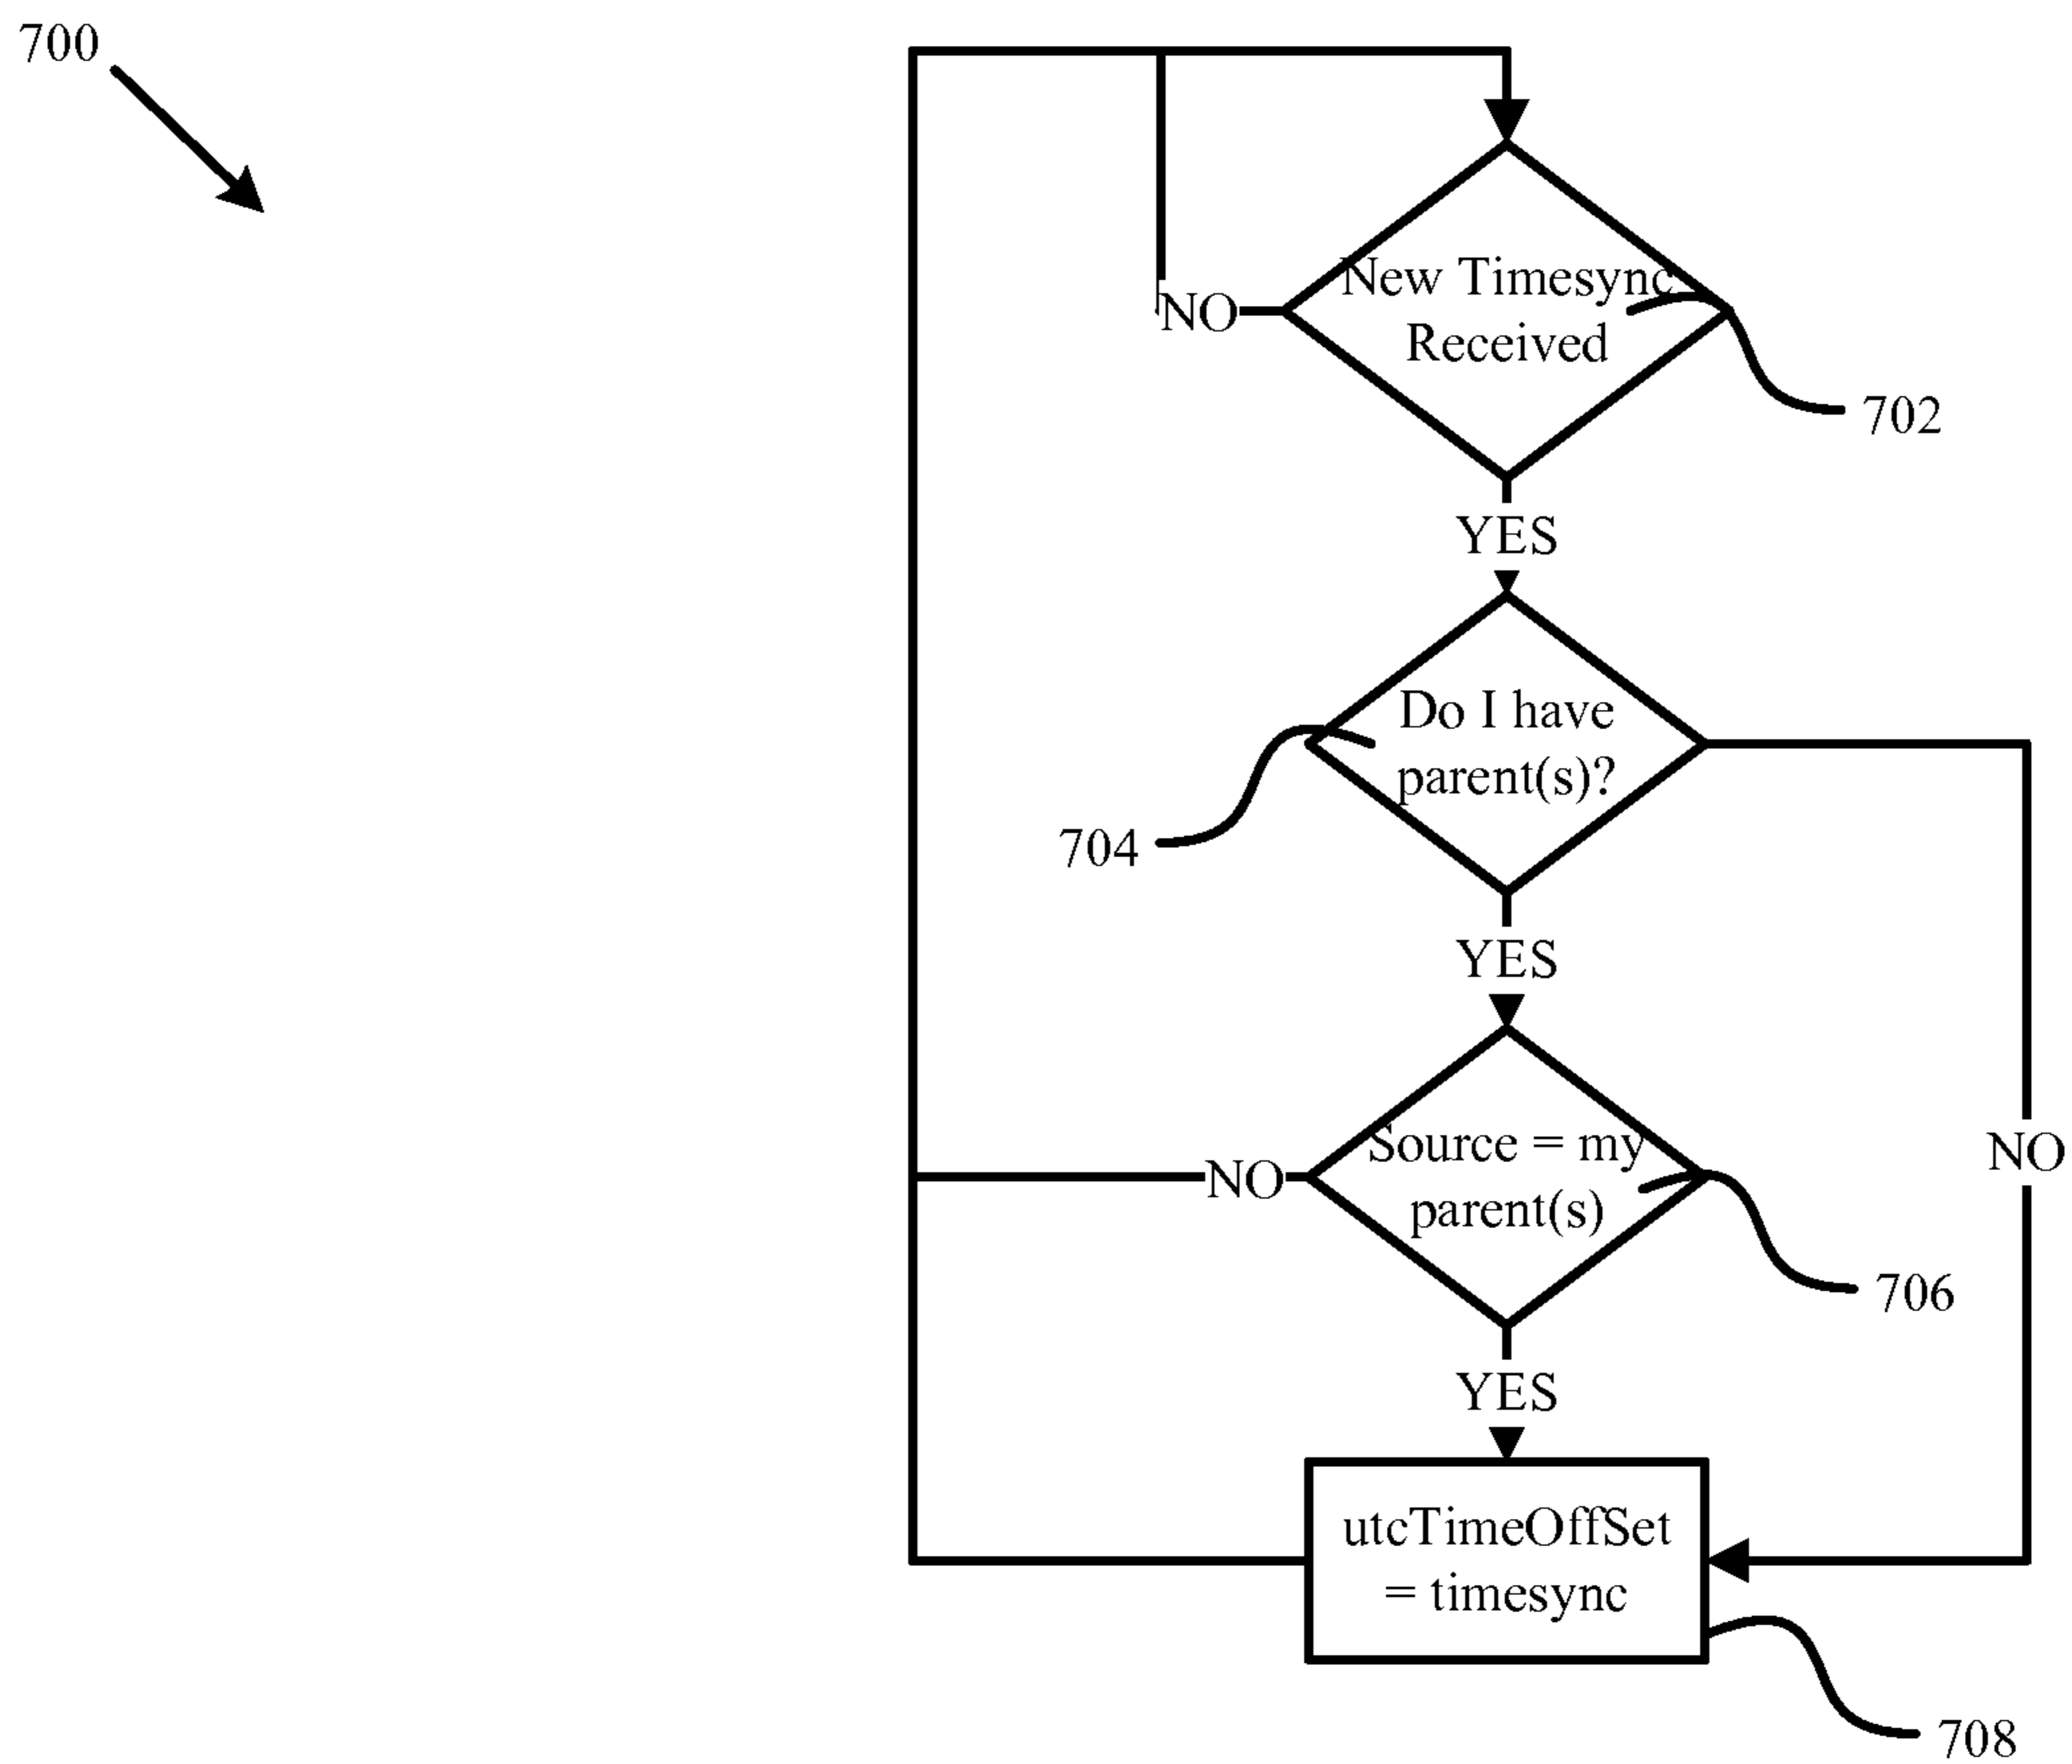 700
New Timesync
Received
NO
702
YES
Do I have
parent(s)?
704
YES
NO
Source = my
parent(s)
NO
706
YES
utcTimeOffSet
= timesync
708